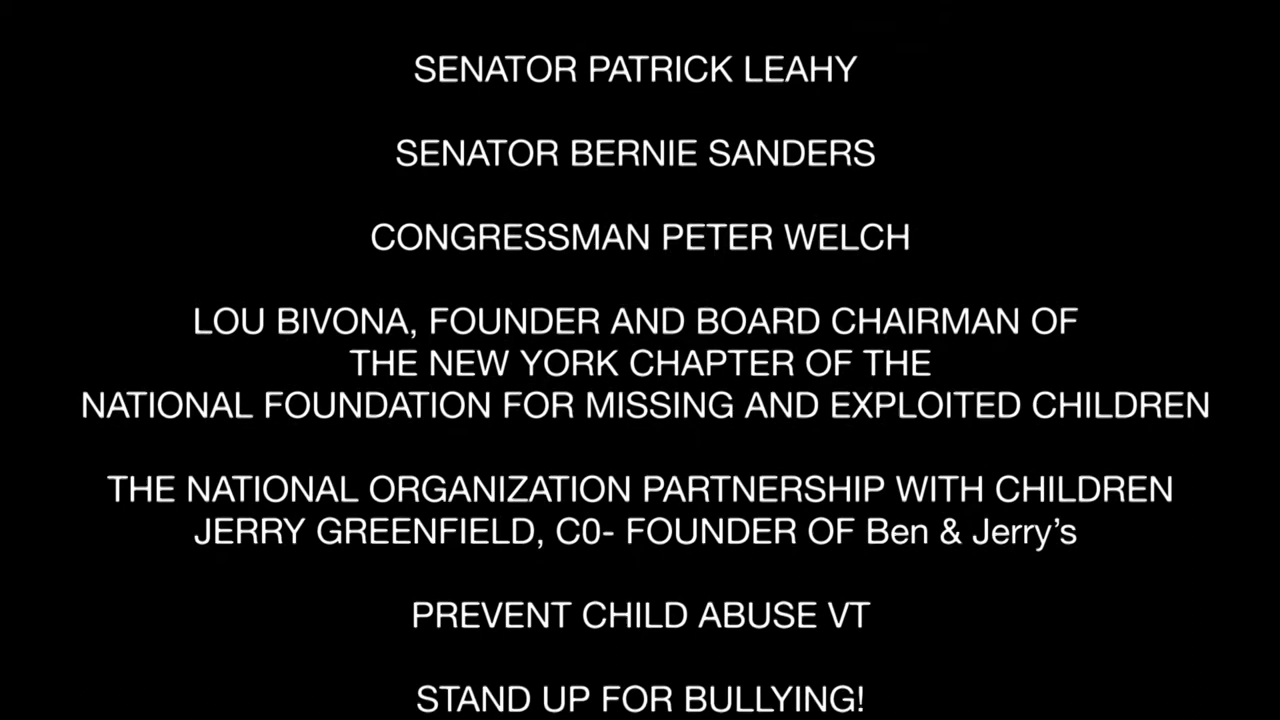 SENATOR PATRICK LEAHY
SENATOR BERNIE SANDERS
CONGRESSMAN PETER WELCH
LOU BIVONA, FOUNDER AND BOARD CHAIRMAN OF
THE NEW YORK CHAPTER OF THE
NATIONAL FOUNDATION FOR MISSING AND EXPLOITED CHILDREN
THE NATIONAL ORGANIZATION PARTNERSHIP WITH CHILDREN
JERRY GREENFIELD, C0- FOUNDER OF Ben & Jerry’s
PREVENT CHILD ABUSE VT
STAND UP FOR BULLYING!